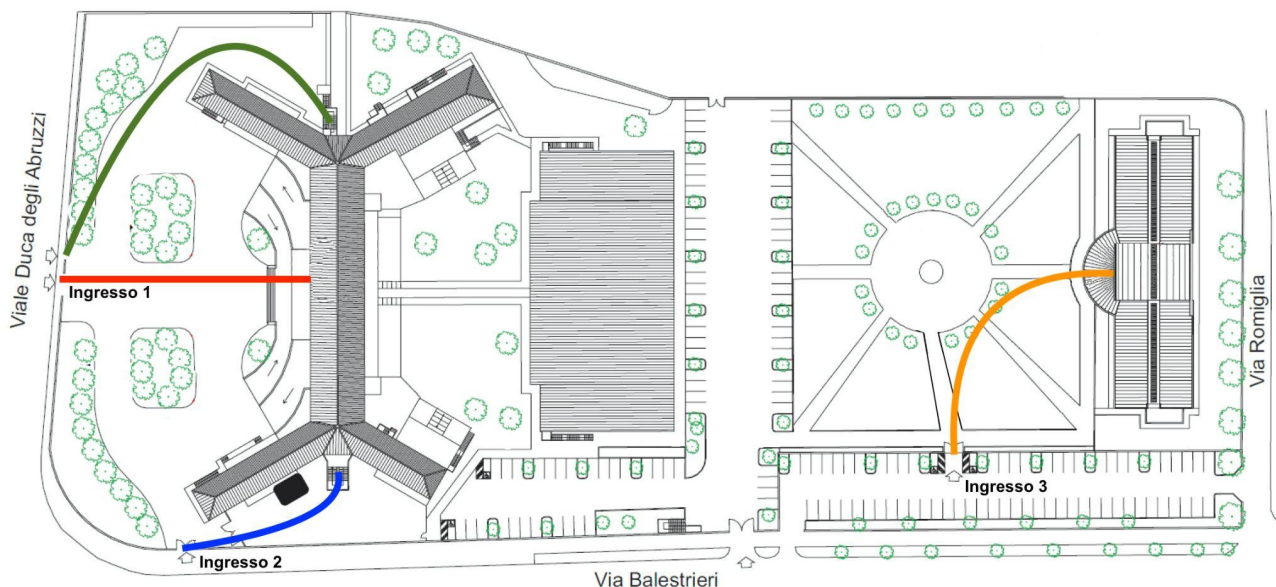 Viale Duca degli Abruzzi
Ingresso 1
Ingresso 2
Via Balestrieri
Ingresso 3
Via Romiglia